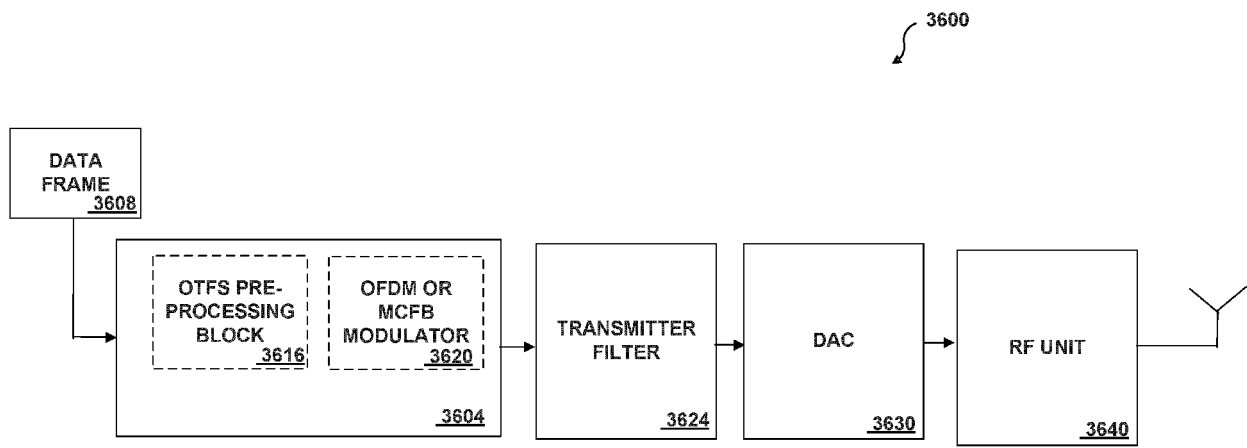 3600
DATA
FRAME
3608
OTFS PRE-
PROCESSING
BLOCK
3616
OFDM OR
MCFB
MODULATOR
3620
3604
TRANSMITTER
FILTER
3624
DAC
3630
RF UNIT
3640